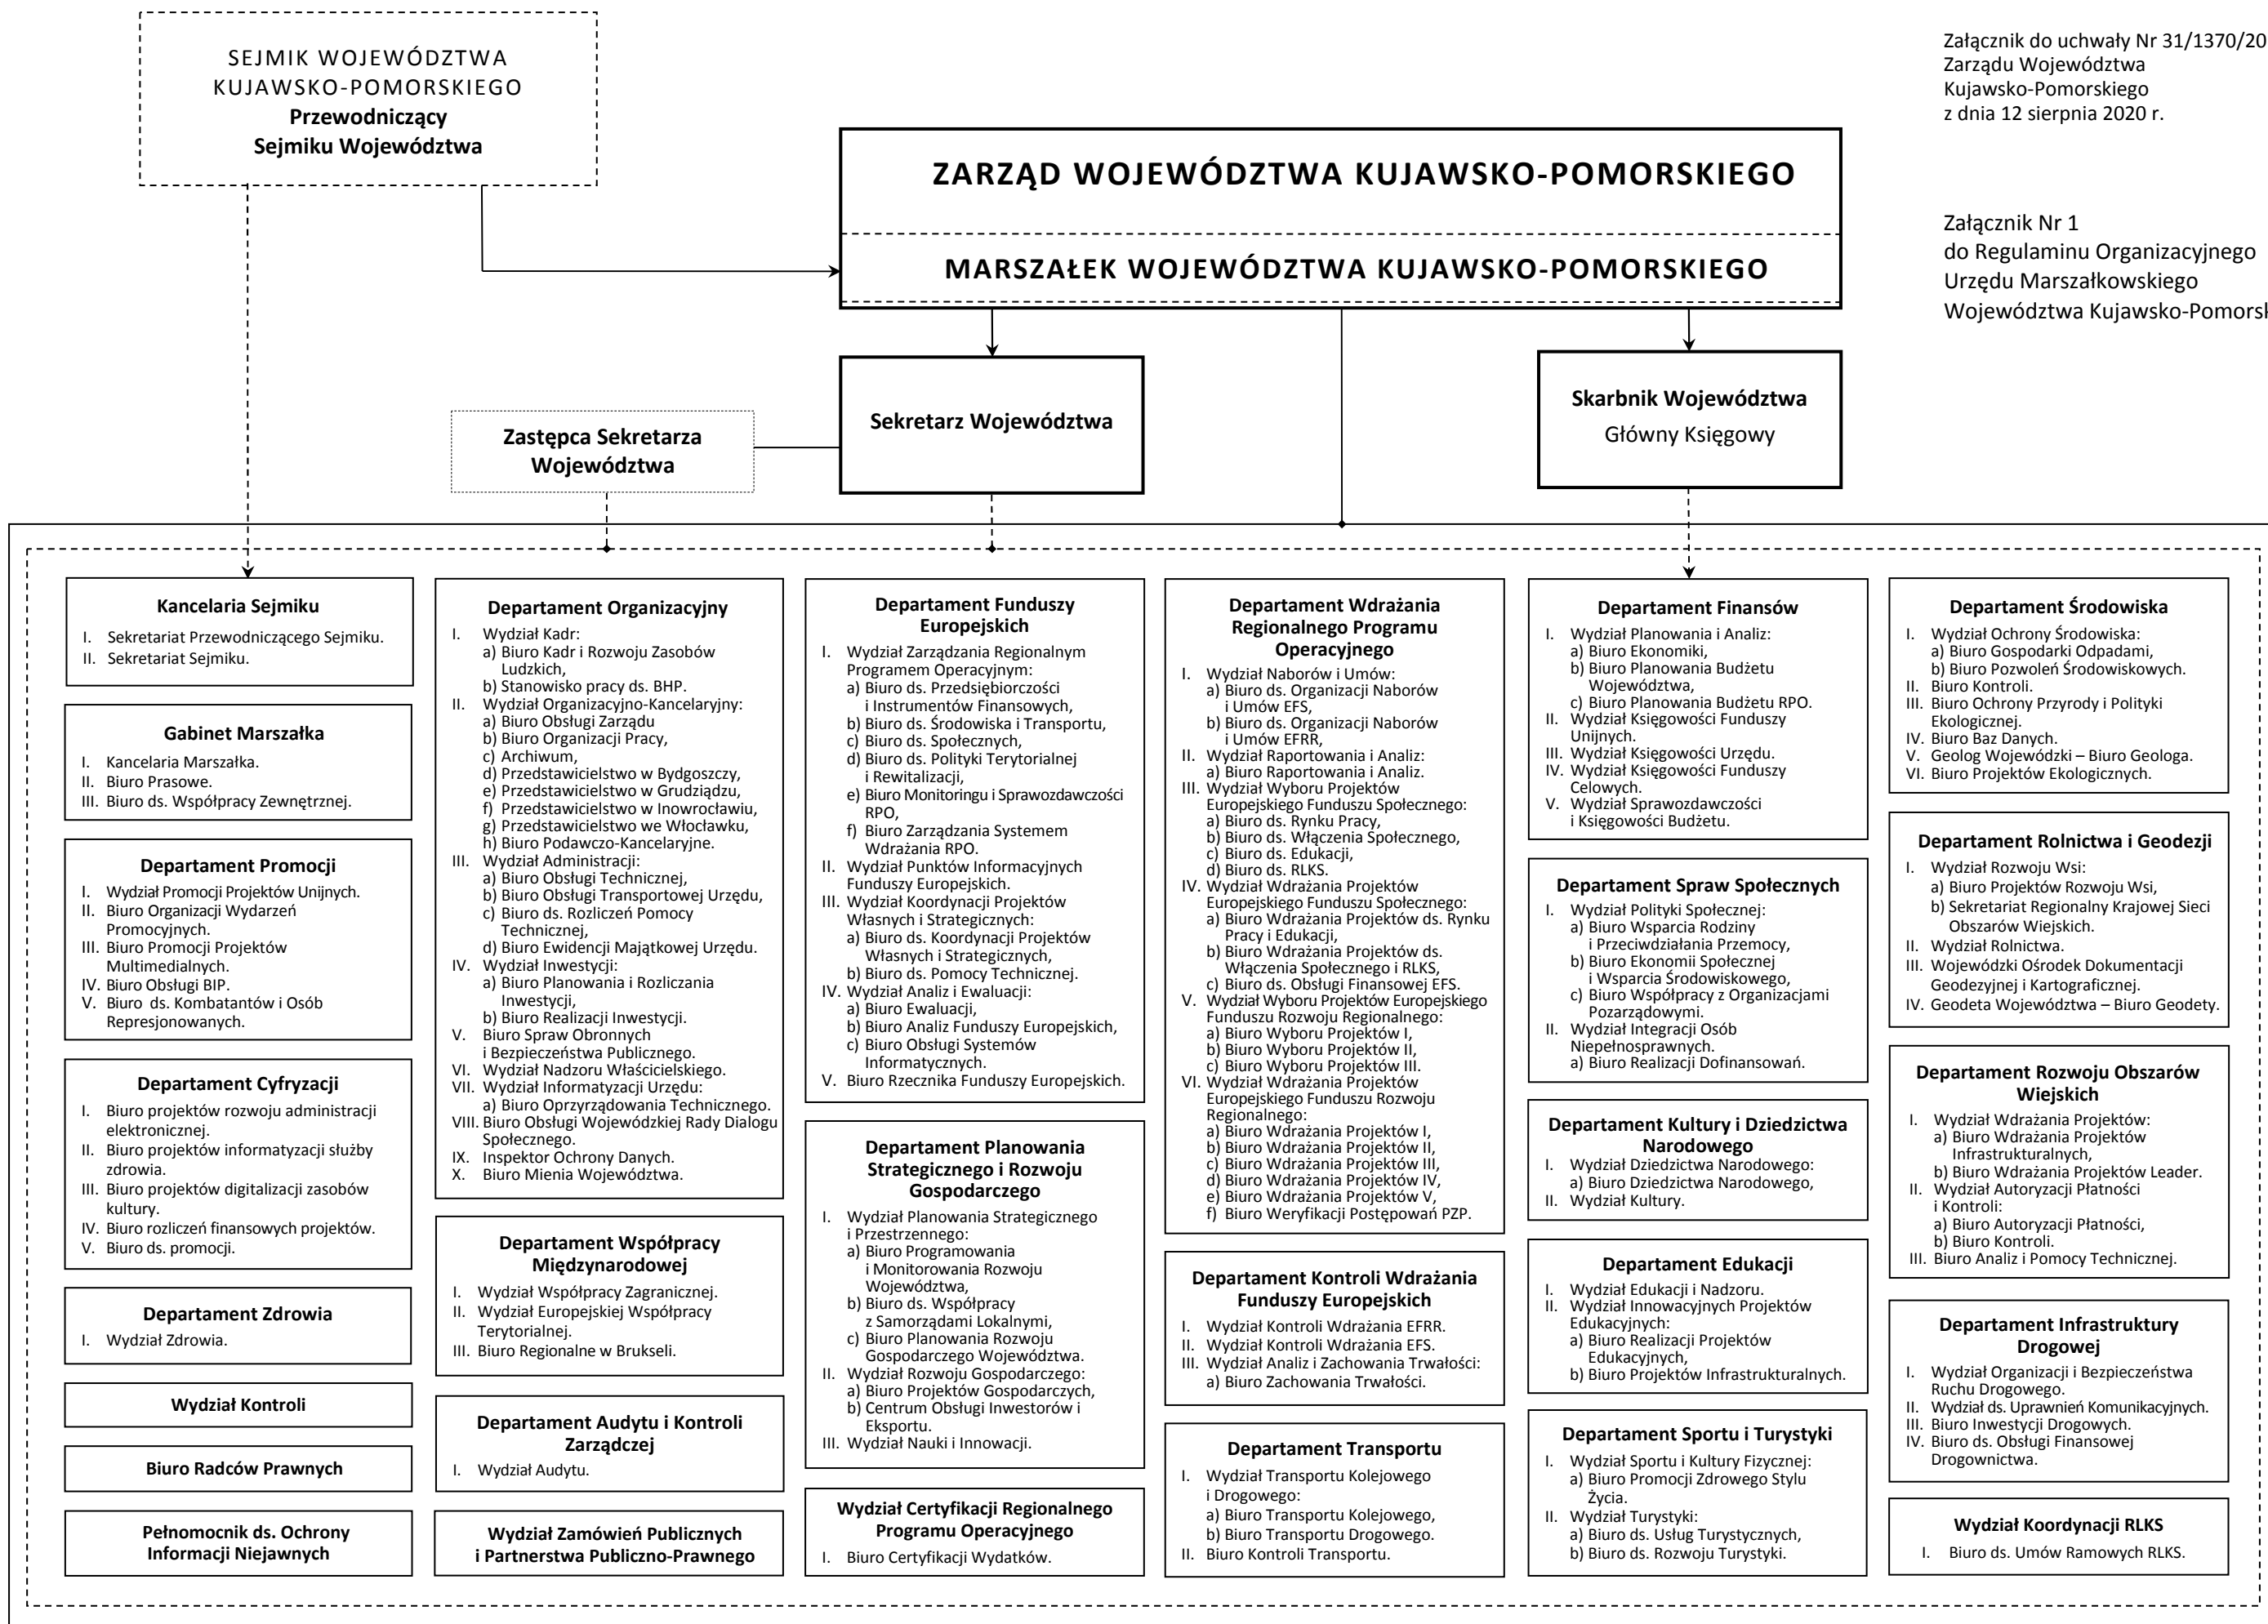 SEJMIK WOJEWÓDZTWA
KUJAWSKO-POMORSKIEGO
Przewodniczący
Sejmiku Województwa
Załącznik do uchwały Nr 31/1370/20
Zarządu Województwa
Kujawsko-Pomorskiego
z dnia 12 sierpnia 2020 r.
ZARZĄD WOJEWÓDZTWA KUJAWSKO-POMORSKIEGO
MARSZAŁEK WOJEWÓDZTWA KUJAWSKO-POMORSKIEGO
Załącznik Nr 1
do Regulaminu Organizacyjnego
Urzędu Marszałkowskiego
Województwa Kujawsko-Pomorsk
Zastępca Sekretarza
Województwa
Sekretarz Województwa
Skarbnik Województwa
Główny Księgowy
Kancelaria Sejmiku
I. Sekretariat Przewodniczącego Sejmiku.
II. Sekretariat Sejmiku.
Gabinet Marszałka
I. Kancelaria Marszałka.
II. Biuro Prasowe.
III. Biuro ds. Współpracy Zewnętrznej.
Departament Promocji
I. Wydział Promocji Projektów Unijnych.
II. Biuro Organizacji Wydarzeń
Promocyjnych.
III. Biuro Promocji Projektów
Multimedialnych.
IV. Biuro Obsługi BIP.
V. Biuro ds. Kombatantów i Osób
Represjonowanych.
Departament Cyfryzacji
I. Biuro projektów rozwoju administracji
elektronicznej.
II. Biuro projektów informatyzacji służby
zdrowia.
III. Biuro projektów digitalizacji zasobów
kultury.
IV. Biuro rozliczeń finansowych projektów.
V. Biuro ds. promocji.
Departament Zdrowia
I. Wydział Zdrowia.
Wydział Kontroli
Biuro Radców Prawnych
Pełnomocnik ds. Ochrony
Informacji Niejawnych
Departament Organizacyjny
I. Wydział Kadr:
a) Biuro Kadr i Rozwoju Zasobów
Ludzkich,
b) Stanowisko pracy ds. BHP.
II. Wydział Organizacyjno-Kancelaryjny:
a) Biuro Obsługi Zarządu
b) Biuro Organizacji Pracy,
c) Archiwum,
d) Przedstawicielstwo w Bydgoszczy,
e) Przedstawicielstwo w Grudziądzu,
f) Przedstawicielstwo w Inowrocławiu,
g) Przedstawicielstwo we Włocławku,
h) Biuro Podawczo-Kancelaryjne.
III. Wydział Administracji:
a) Biuro Obsługi Technicznej,
b) Biuro Obsługi Transportowej Urzędu,
c) Biuro ds. Rozliczeń Pomocy
Technicznej,
d) Biuro Ewidencji Majątkowej Urzędu.
IV. Wydział Inwestycji:
a) Biuro Planowania i Rozliczania
Inwestycji,
b) Biuro Realizacji Inwestycji.
V. Biuro Spraw Obronnych
i Bezpieczeństwa Publicznego.
VI. Wydział Nadzoru Właścicielskiego.
VII. Wydział Informatyzacji Urzędu:
a) Biuro Oprzyrządowania Technicznego.
VIII. Biuro Obsługi Wojewódzkiej Rady Dialogu
Społecznego.
IX. Inspektor Ochrony Danych.
X. Biuro Mienia Województwa.
Departament Współpracy
Międzynarodowej
I. Wydział Współpracy Zagranicznej.
II. Wydział Europejskiej Współpracy
Terytorialnej.
III. Biuro Regionalne w Brukseli.
Departament Audytu i Kontroli
Zarządczej
I. Wydział Audytu.
Wydział Zamówień Publicznych
i Partnerstwa Publiczno-Prawnego
Departament Funduszy
Europejskich
I. Wydział Zarządzania Regionalnym
Programem Operacyjnym:
a) Biuro ds. Przedsiębiorczości
i Instrumentów Finansowych,
b) Biuro ds. Środowiska i Transportu,
c) Biuro ds. Społecznych,
d) Biuro ds. Polityki Terytorialnej
i Rewitalizacji,
e) Biuro Monitoringu i Sprawozdawczości
RPO,
f) Biuro Zarządzania Systemem
Wdrażania RPO.
II. Wydział Punktów Informacyjnych
Funduszy Europejskich.
III. Wydział Koordynacji Projektów
Własnych i Strategicznych:
a) Biuro ds. Koordynacji Projektów
Własnych i Strategicznych,
b) Biuro ds. Pomocy Technicznej.
IV. Wydział Analiz i Ewaluacji:
a) Biuro Ewaluacji,
b) Biuro Analiz Funduszy Europejskich,
c) Biuro Obsługi Systemów
Informatycznych.
V. Biuro Rzecznika Funduszy Europejskich.
Departament Planowania
Strategicznego i Rozwoju
Gospodarczego
I. Wydział Planowania Strategicznego
i Przestrzennego:
a) Biuro Programowania
i Monitorowania Rozwoju
Województwa,
b) Biuro ds. Współpracy
z Samorządami Lokalnymi,
c) Biuro Planowania Rozwoju
Gospodarczego Województwa.
II. Wydział Rozwoju Gospodarczego:
a) Biuro Projektów Gospodarczych,
b) Centrum Obsługi Inwestorów i
Eksportu.
III. Wydział Nauki i Innowacji.
Wydział Certyfikacji Regionalnego
Programu Operacyjnego
I. Biuro Certyfikacji Wydatków.
Departament Wdrażania
Regionalnego Programu
Operacyjnego
I. Wydział Naborów i Umów:
a) Biuro ds. Organizacji Naborów
i Umów EFS,
b) Biuro ds. Organizacji Naborów
i Umów EFRR,
II. Wydział Raportowania i Analiz:
a) Biuro Raportowania i Analiz.
III. Wydział Wyboru Projektów
Europejskiego Funduszu Społecznego:
a) Biuro ds. Rynku Pracy,
b) Biuro ds. Włączenia Społecznego,
c) Biuro ds. Edukacji,
d) Biuro ds. RLKS.
IV. Wydział Wdrażania Projektów
Europejskiego Funduszu Społecznego:
a) Biuro Wdrażania Projektów ds. Rynku
Pracy i Edukacji,
b) Biuro Wdrażania Projektów ds.
Włączenia Społecznego i RLKS,
c) Biuro ds. Obsługi Finansowej EFS.
V. Wydział Wyboru Projektów Europejskiego
Funduszu Rozwoju Regionalnego:
a) Biuro Wyboru Projektów I,
b) Biuro Wyboru Projektów II,
c) Biuro Wyboru Projektów III.
VI. Wydział Wdrażania Projektów
Europejskiego Funduszu Rozwoju
Regionalnego:
a) Biuro Wdrażania Projektów I,
b) Biuro Wdrażania Projektów II,
c) Biuro Wdrażania Projektów III,
d) Biuro Wdrażania Projektów IV,
e) Biuro Wdrażania Projektów V,
f) Biuro Weryfikacji Postępowań PZP.
Departament Kontroli Wdrażania
Funduszy Europejskich
I. Wydział Kontroli Wdrażania EFRR.
II. Wydział Kontroli Wdrażania EFS.
III. Wydział Analiz i Zachowania Trwałości:
a) Biuro Zachowania Trwałości.
Departament Transportu
I. Wydział Transportu Kolejowego
i Drogowego:
a) Biuro Transportu Kolejowego,
b) Biuro Transportu Drogowego.
II. Biuro Kontroli Transportu.
Departament Finansów
I. Wydział Planowania i Analiz:
a) Biuro Ekonomiki,
b) Biuro Planowania Budżetu
Województwa,
c) Biuro Planowania Budżetu RPO.
II. Wydział Księgowości Funduszy
Unijnych.
III. Wydział Księgowości Urzędu.
IV. Wydział Księgowości Funduszy
Celowych.
V. Wydział Sprawozdawczości
i Księgowości Budżetu.
Departament Spraw Społecznych
I. Wydział Polityki Społecznej:
a) Biuro Wsparcia Rodziny
i Przeciwdziałania Przemocy,
b) Biuro Ekonomii Społecznej
i Wsparcia Środowiskowego,
c) Biuro Współpracy z Organizacjami
Pozarządowymi.
II. Wydział Integracji Osób
Niepełnosprawnych.
a) Biuro Realizacji Dofinansowań.
Departament Kultury i Dziedzictwa
Narodowego
I. Wydział Dziedzictwa Narodowego:
a) Biuro Dziedzictwa Narodowego,
II. Wydział Kultury.
Departament Edukacji
I. Wydział Edukacji i Nadzoru.
II. Wydział Innowacyjnych Projektów
Edukacyjnych:
a) Biuro Realizacji Projektów
Edukacyjnych,
b) Biuro Projektów Infrastrukturalnych.
Departament Sportu i Turystyki
I. Wydział Sportu i Kultury Fizycznej:
a) Biuro Promocji Zdrowego Stylu
Życia.
II. Wydział Turystyki:
a) Biuro ds. Usług Turystycznych,
b) Biuro ds. Rozwoju Turystyki.
Departament Środowiska
I. Wydział Ochrony Środowiska:
a) Biuro Gospodarki Odpadami,
b) Biuro Pozwoleń Środowiskowych.
II. Biuro Kontroli.
III. Biuro Ochrony Przyrody i Polityki
Ekologicznej.
IV. Biuro Baz Danych.
V. Geolog Wojewódzki – Biuro Geologa.
VI. Biuro Projektów Ekologicznych.
Departament Rolnictwa i Geodezji
I. Wydział Rozwoju Wsi:
a) Biuro Projektów Rozwoju Wsi,
b) Sekretariat Regionalny Krajowej Sieci
Obszarów Wiejskich.
II. Wydział Rolnictwa.
III. Wojewódzki Ośrodek Dokumentacji
Geodezyjnej i Kartograficznej.
IV. Geodeta Województwa – Biuro Geodety.
Departament Rozwoju Obszarów
Wiejskich
I. Wydział Wdrażania Projektów:
a) Biuro Wdrażania Projektów
Infrastrukturalnych,
b) Biuro Wdrażania Projektów Leader.
II. Wydział Autoryzacji Płatności
i Kontroli:
a) Biuro Autoryzacji Płatności,
b) Biuro Kontroli.
III. Biuro Analiz i Pomocy Technicznej.
Departament Infrastruktury
Drogowej
I. Wydział Organizacji i Bezpieczeństwa
Ruchu Drogowego.
II. Wydział ds. Uprawnień Komunikacyjnych.
III. Biuro Inwestycji Drogowych.
IV. Biuro ds. Obsługi Finansowej
Drogownictwa.
Wydział Koordynacji RLKS
I. Biuro ds. Umów Ramowych RLKS.